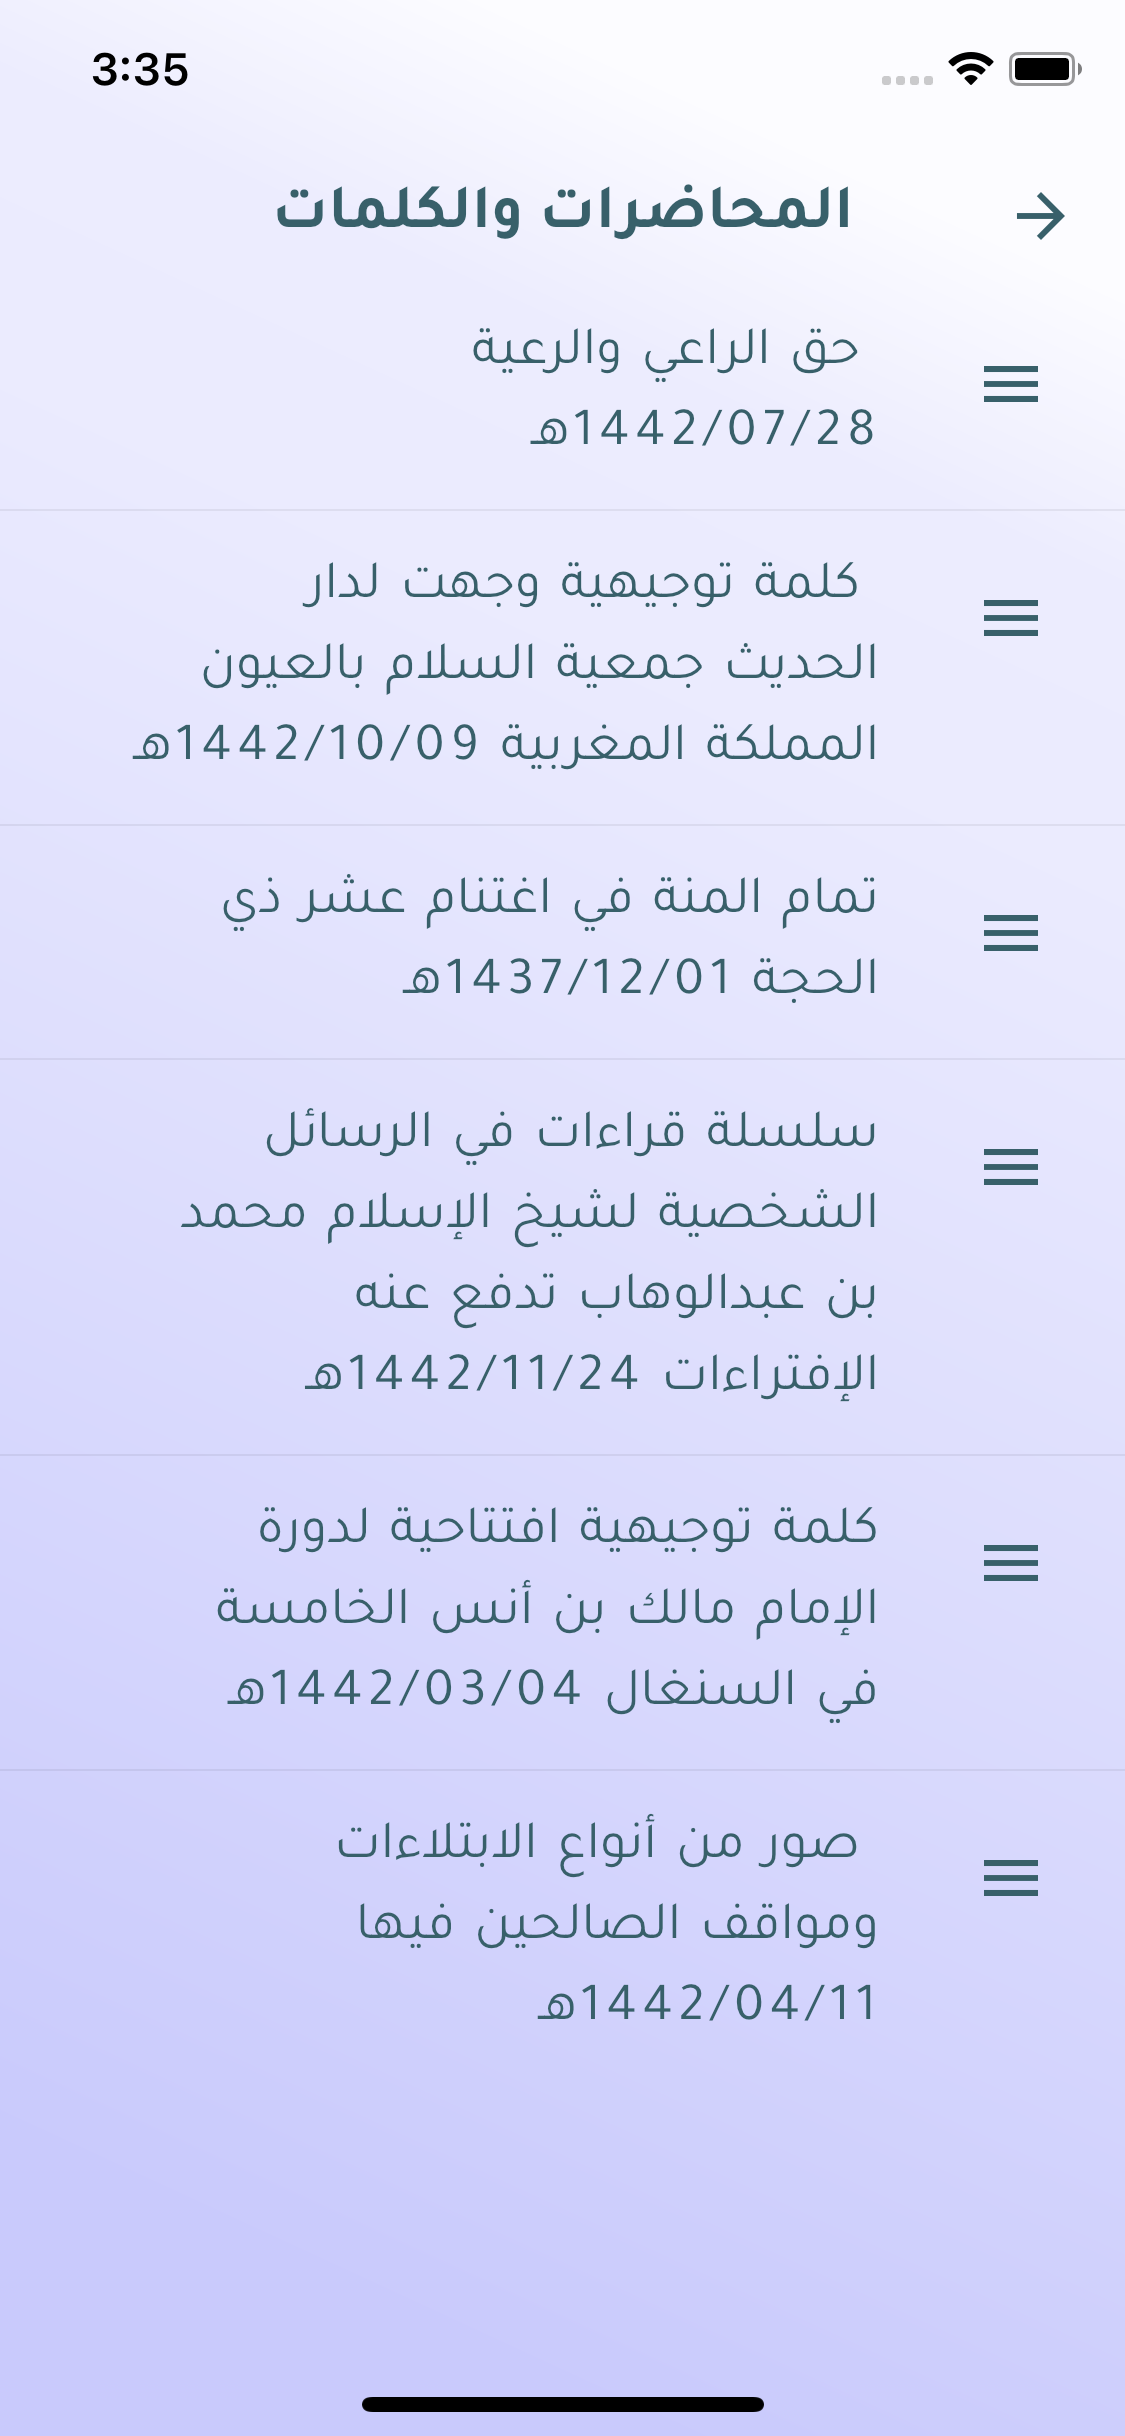 3:35
المحاضرات والكلمات
حق الراعي والرعية
1442/07/28هـ
كلمة توجيهية وجهت لدار
الحديث جمعية السلام بالعيون
المملكة المغربية 1442/10/09هـ
تمام المنة في اغتنام عشر ذي
الحجة 1437/12/01هـ
سلسلة قراءات في الرسائل
الشخصية لشيخ الإسلام محمد
بن عبدالوهاب تدفع عنه
الإفتراءات 1442/11/24هـ
كلمة توجيهية افتتاحية لدورة
الإمام مالك بن أنس الخامسة
في السنغال 1442/03/04هـ
صور من أنواع الابتلاءات
ومواقف الصالحين فيها
1442/04/11هـ